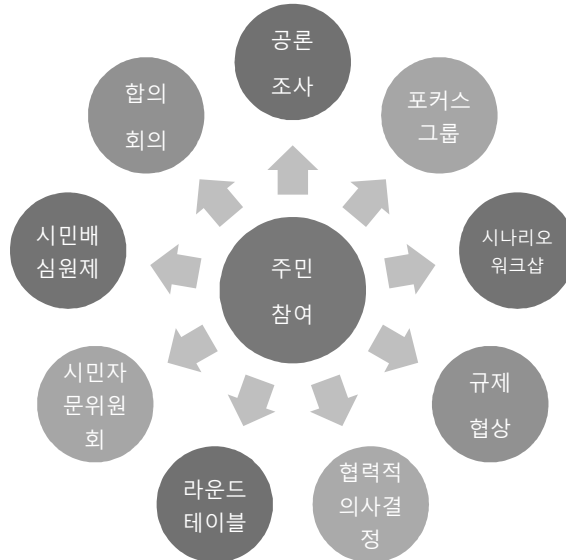 공론
조사
포커스
그룹
시나리오
워크샵
규제
협상
협력적
의사결
정
라운드
테이블
시민자
문위원
회
시민배
심원제
합의
회의
주민
참여